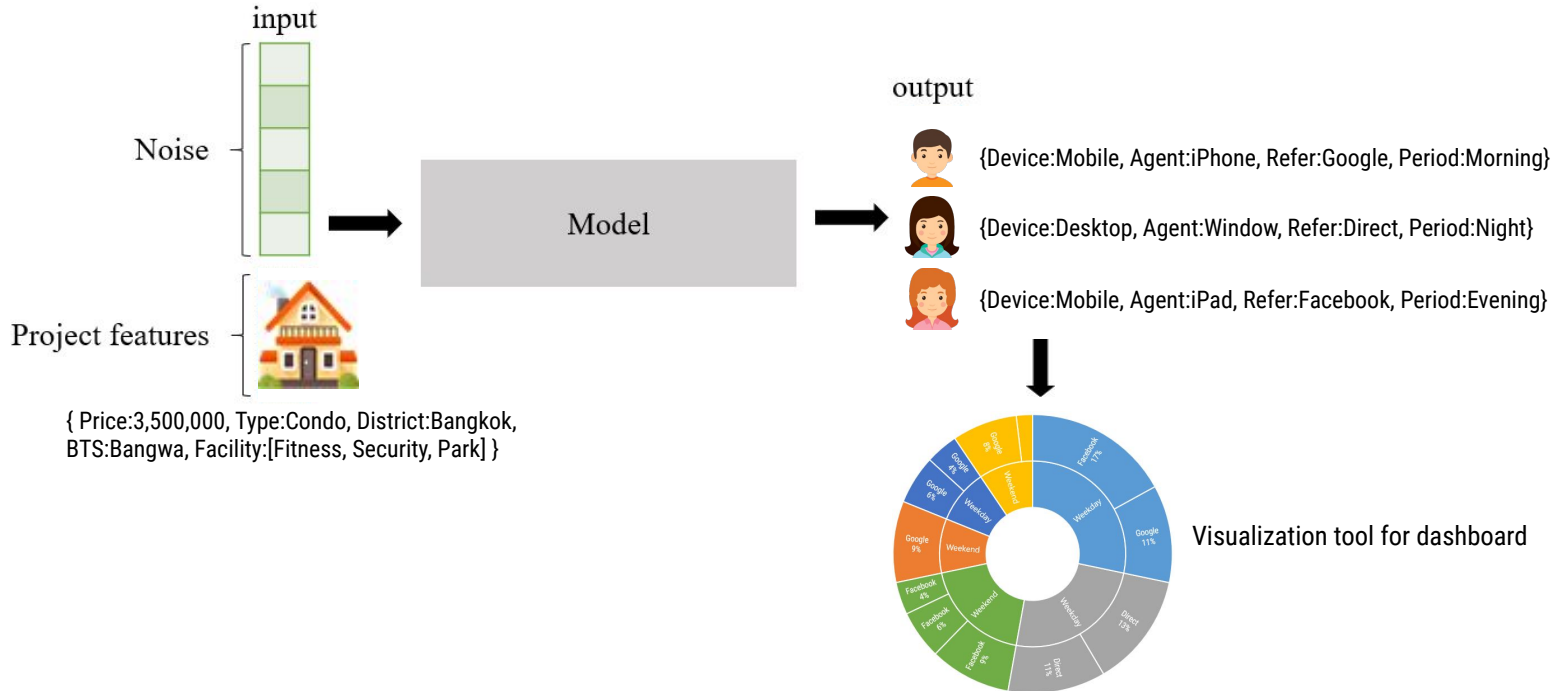 input
Noise
Project features
{ Price:3,500,000, Type:Condo, District:Bangkok,
BTS:Bangwa, Facility:[Fitness, Security, Park] }
Model
output
{Device:Mobile, Agent:iPhone, Refer:Google, Period:Morning}
{Device:Desktop, Agent:Window, Refer:Direct, Period:Night}
{Device:Mobile, Agent:iPad, Refer:Facebook, Period:Evening}
Facebook
17%
Google
11%
Direct
13%
Direct
11%
Facebook
9%
Facebook
6%
Facebook
4%
Google
9%
Google
6%
Google
4%
Google
8%
Weekday
Weekday
Weekend
Weekend
Weekday
Weekend
Visualization tool for dashboard